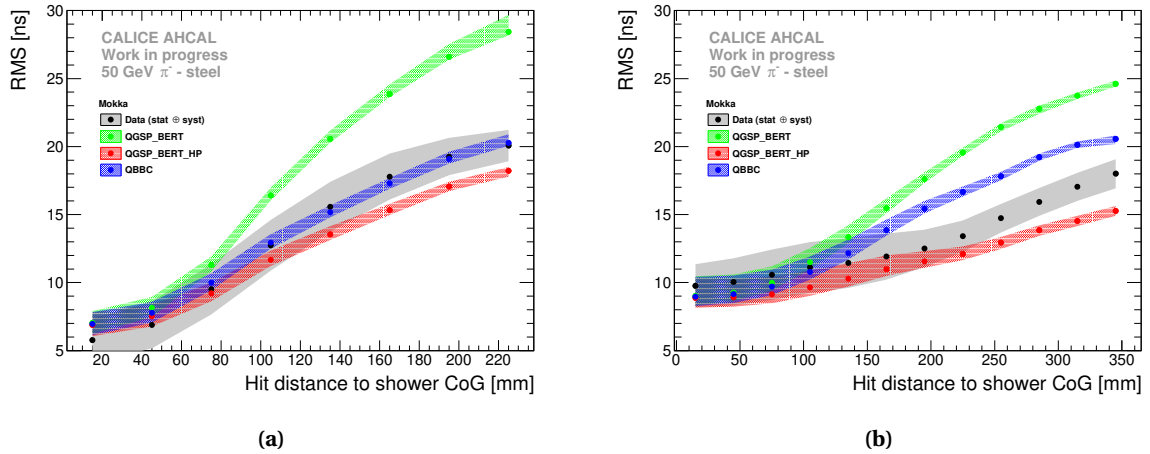 RMS [ns]
30
25
20
15
10
5
CALICE AHCAL
Work in progress
50 GeV π⁻ - steel
Mokka
Data (stat ⊕ syst)
QGSP_BERT
QGSP_BERT_HP
QBBC
20 40 60 80 100 120 140 160 180 200 220
Hit distance to shower CoG [mm]
(a)
RMS [ns]
30
25
20
15
10
5
CALICE AHCAL
Work in progress
50 GeV π⁻ - steel
Mokka
Data (stat ⊕ syst)
QGSP_BERT
QGSP_BERT_HP
QBBC
0 50 100 150 200 250 300 350
Hit distance to shower CoG [mm]
(b)